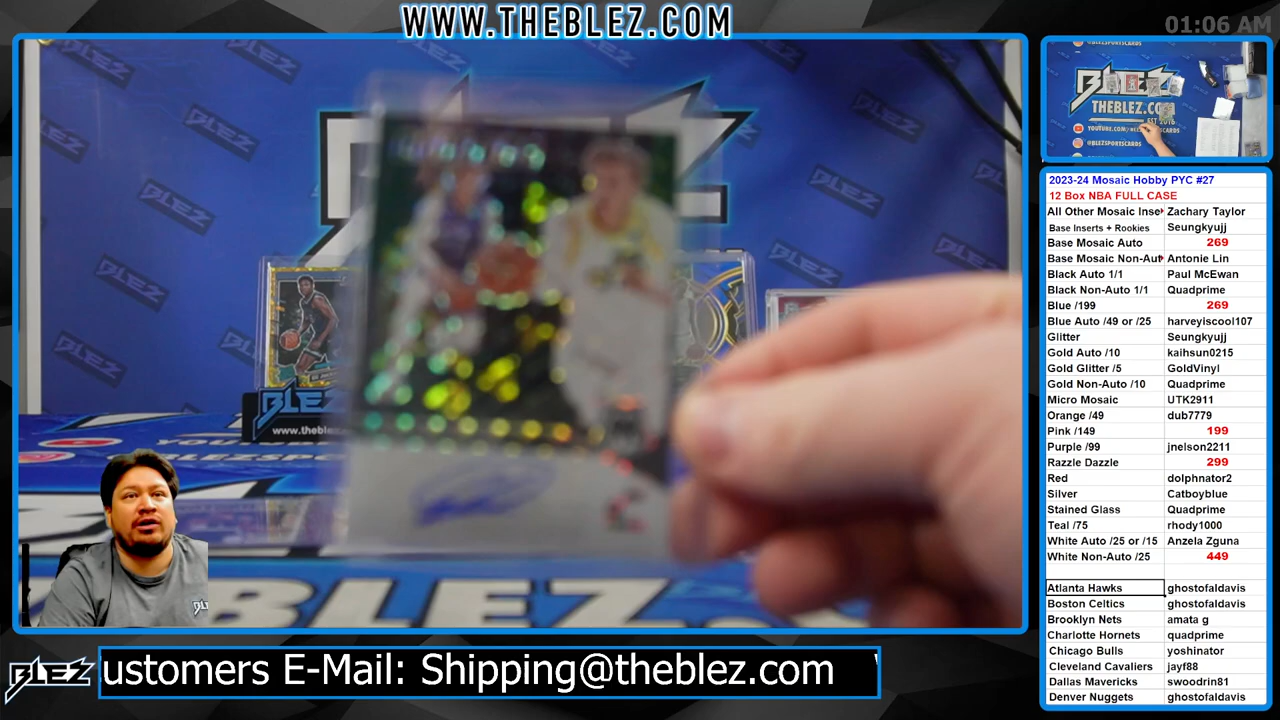 WWW.THEBLEZ.COM
01:06 AM
BLEZ
THEBLEZ.COM
EST 2016
@BLEZSPORTSCARDS
2023-24 Mosaic Hobby PYC #27
12 Box NBA FULL CASE
All Other Mosaic Inse Zachary Taylor
Base Inserts + Rookies Seungkyujj
Base Mosaic Auto 269
Base Mosaic Non-Aut Antonie Lin
Black Auto 1/1 Paul McEwan
Black Non-Auto 1/1 Quadprime
Blue /199 269
Blue Auto /49 or /25 harveyiscool107
Glitter Seungkyujj
Gold Auto /10 kaihsun0215
Gold Glitter /5 GoldVinyl
Gold Non-Auto /10 Quadprime
Micro Mosaic UTK2911
Orange /49 dub7779
Pink /149 199
Purple /99 jnelson2211
Razzle Dazzle 299
Red dolphnator2
Silver Catboyblue
Stained Glass Quadprime
Teal /75 rhody1000
White Auto /25 or /15 Anzela Zguna
White Non-Auto /25 449
Atlanta Hawks ghostofaldavis
Boston Celtics ghostofaldavis
Brooklyn Nets amata g
Charlotte Hornets quadprime
Chicago Bulls yoshinator
Cleveland Cavaliers jayf88
Dallas Mavericks swoodrin81
Denver Nuggets ghostofaldavis
BLEZ
www.theblez
BLEZ
BLEZ
ustomers E-Mail: Shipping@theblez.com